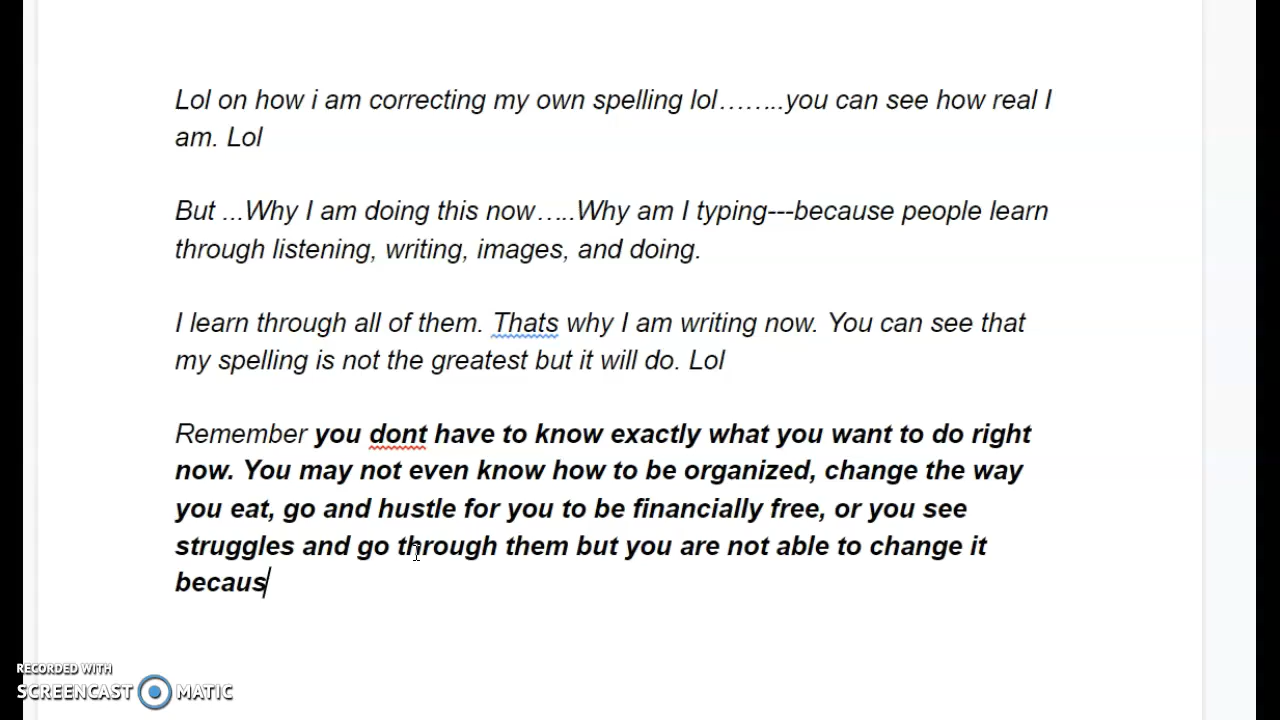 Lol on how i am correcting my own spelling lol……..you can see how real I
am. Lol
But ...Why I am doing this now…..Why am I typing---because people learn
through listening, writing, images, and doing.
I learn through all of them. Thats why I am writing now. You can see that
my spelling is not the greatest but it will do. Lol
Remember you dont have to know exactly what you want to do right
now. You may not even know how to be organized, change the way
you eat, go and hustle for you to be financially free, or you see
struggles and go through them but you are not able to change it
becaus
RECORDED WITH
SCREENCAST MATIC